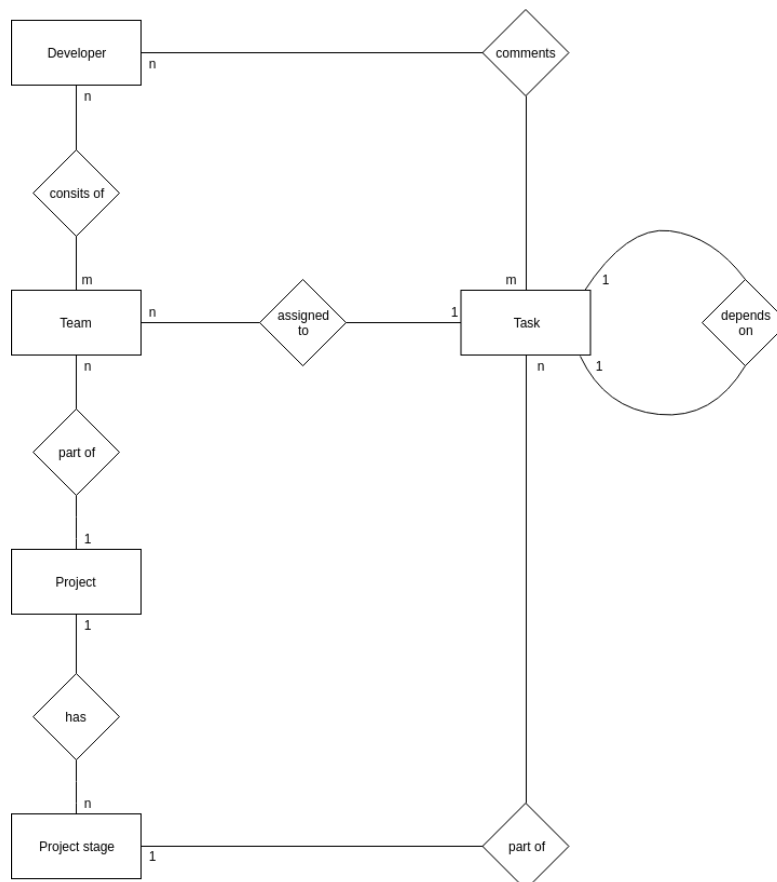 Developer
n
comments
n
consits of
m
Team
n
assigned
to
1
m
Task
1
depends
on
1
n
n
part of
1
Project
1
has
n
Project stage
1
part of